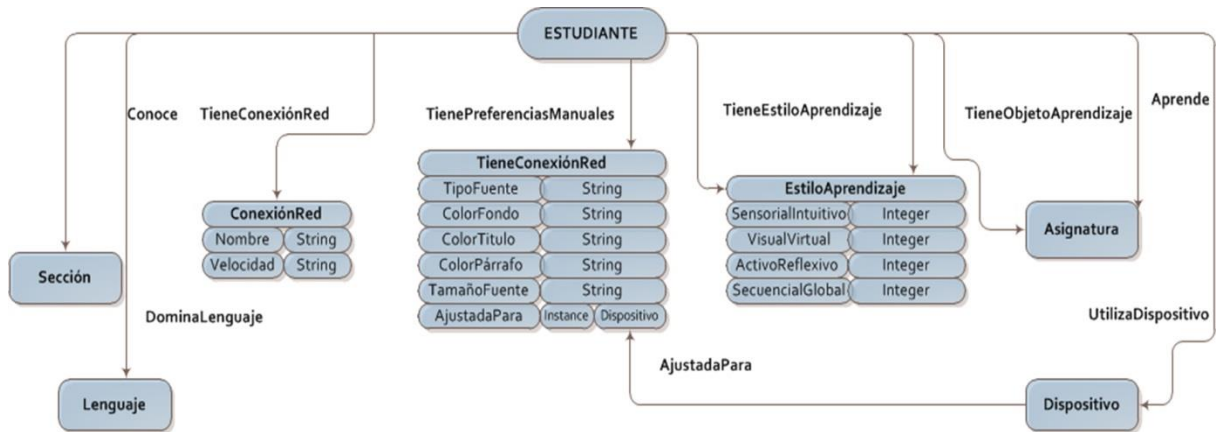 ESTUDIANTE
Conoce
TieneConexiónRed
TienePreferenciasManuales
TieneEstiloAprendizaje
TieneObjetoAprendizaje
Aprende
TieneConexiónRed
TipoFuente String
ColorFondo String
ColorTitulo String
ColorPárrafo String
TamañoFuente String
AjustadaPara Instance Dispositivo
EstiloAprendizaje
SensorialIntuitivo Integer
VisualVirtual Integer
ActivoReflexivo Integer
SecuencialGlobal Integer
ConexiónRed
Nombre String
Velocidad String
Asignatura
Sección
DominaLenguaje
UtilizaDispositivo
AjustadaPara
Lenguaje
Dispositivo